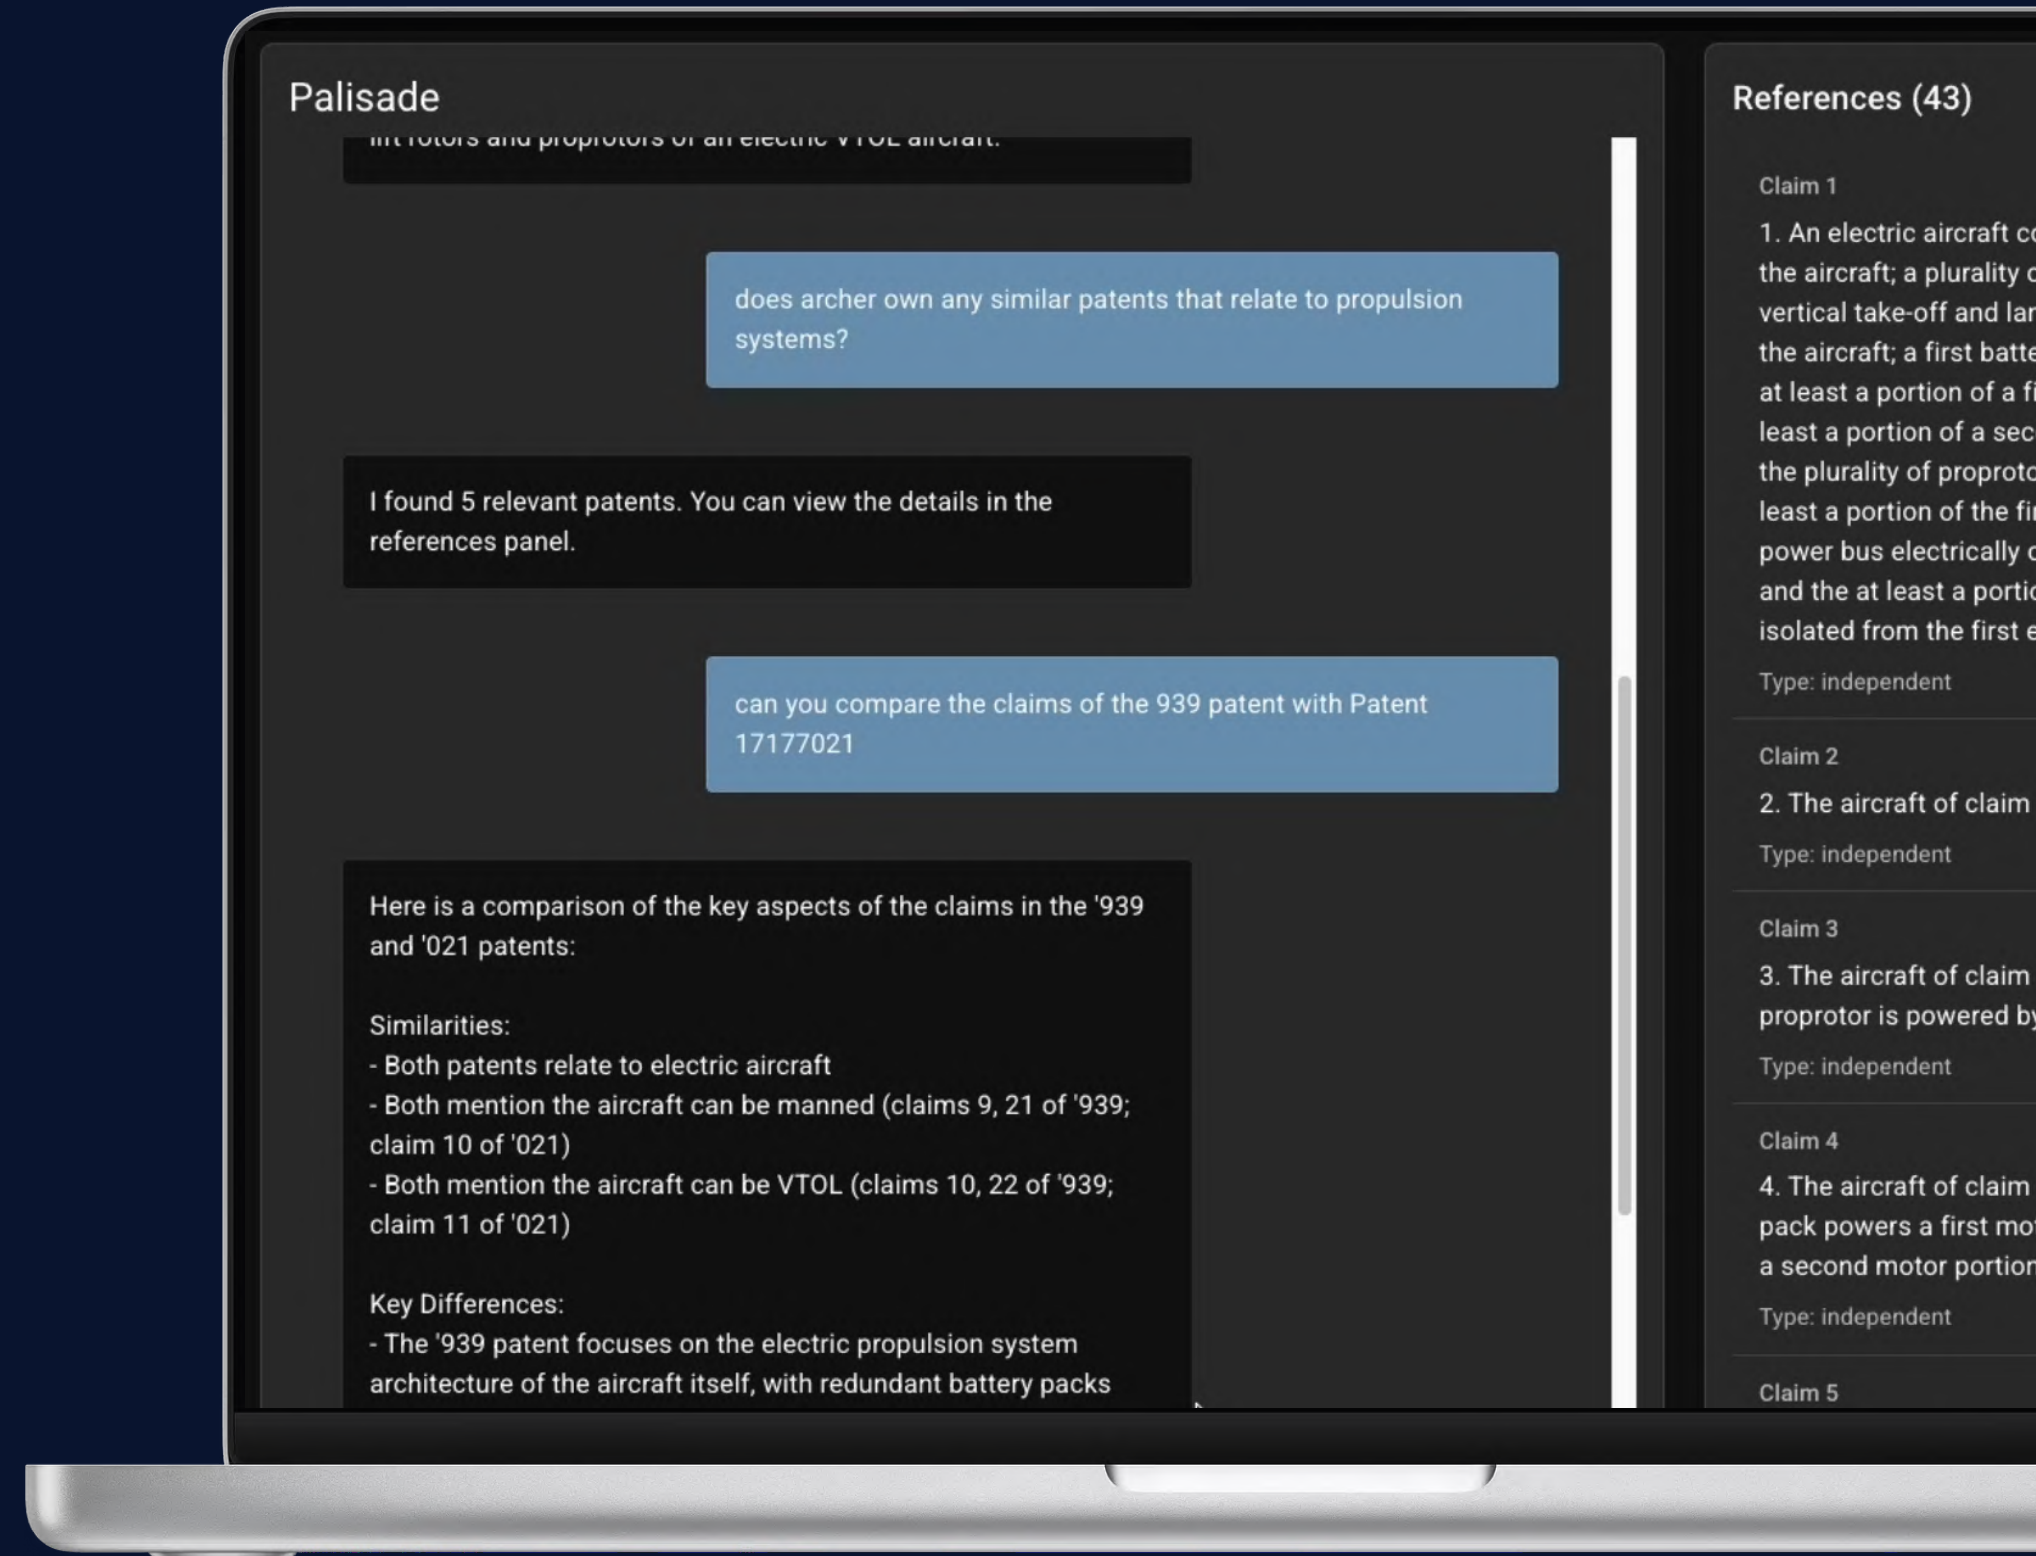 Palisade
lift rotors and proprotors of an electric VTOL aircraft.
does archer own any similar patents that relate to propulsion
systems?
I found 5 relevant patents. You can view the details in the
references panel.
can you compare the claims of the 939 patent with Patent
17177021
Here is a comparison of the key aspects of the claims in the '939
and '021 patents:
Similarities:
- Both patents relate to electric aircraft
- Both mention the aircraft can be manned (claims 9, 21 of '939;
claim 10 of '021)
- Both mention the aircraft can be VTOL (claims 10, 22 of '939;
claim 11 of '021)
Key Differences:
- The '939 patent focuses on the electric propulsion system
architecture of the aircraft itself, with redundant battery packs
References (43)
Claim 1
1. An electric aircraft
the aircraft; a plurality
vertical take-off and
the aircraft; a first
at least a portion of a
least a portion of a
the plurality of
least a portion of the
power bus electrically
and the at least a
isolated from the first
Type: independent
Claim 2
2. The aircraft of claim
Type: independent
Claim 3
3. The aircraft of claim
proprotor is powered by
Type: independent
Claim 4
4. The aircraft of claim
pack powers a first
a second motor portion
Type: independent
Claim 5